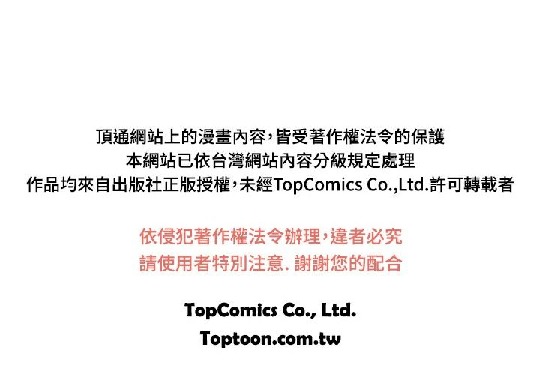 頂通網站上的漫畫內容,皆受著作權法令的保護
本網站已依台灣網站內容分級規定處理
作品均來自出版社正版授權,未經TopComics Co.,Ltd.許可轉載者
依侵犯著作權法令辦理,違者必究
請使用者特別注意. 謝謝您的配合
TopComics Co., Ltd.
Toptoon.com.tw